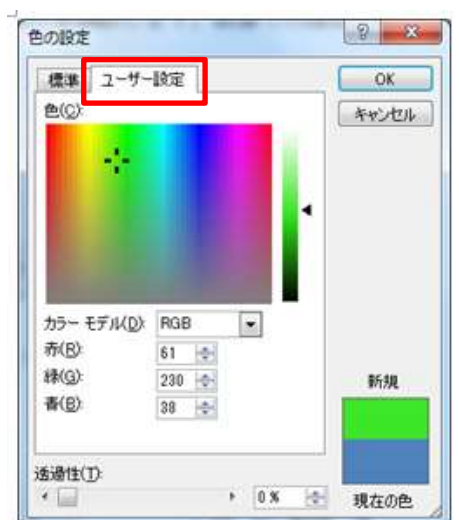 色の設定
標準 ユーザー設定
OK
キャンセル
色(C):
カラー モデル(D): RGB
赤(R): 61
緑(G): 230
青(B): 38
新規
現在の色
透過性(T):
0 %